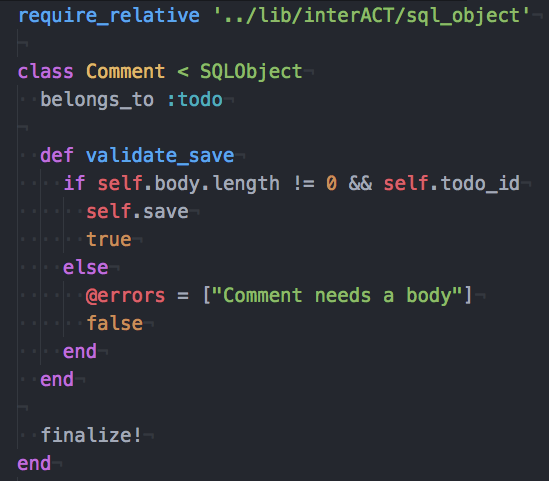 require_relative '../lib/interACT/sql_object'
class Comment < SQLObject
  belongs_to :todo
  def validate_save
    if self.body.length != 0 && self.todo_id
      self.save
      true
    else
      @errors = ["Comment needs a body"]
      false
    end
  end
  finalize!
end